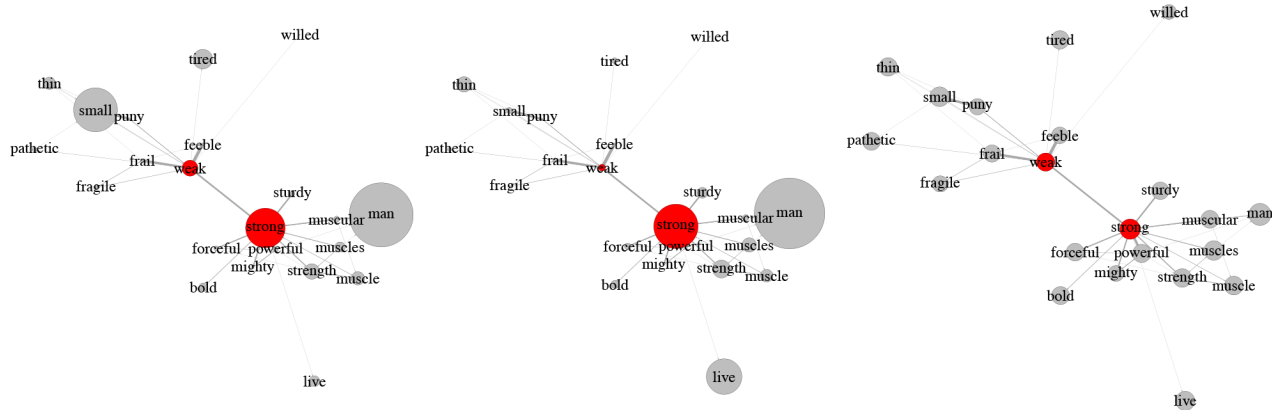 willed
tired
thin
small
puny
pathetic
feeble
frail
weak
fragile
sturdy
man
muscular
strong
forceful
powerful
muscles
mighty
strength
muscle
bold
live
willed
tired
thin
small
puny
feeble
pathetic
frail
weak
fragile
sturdy
man
muscular
strong
forceful
powerful
muscles
mighty
strength
muscle
bold
live
willed
tired
thin
small
puny
feeble
pathetic
frail
weak
fragile
sturdy
man
muscular
strong
forceful
powerful
muscles
mighty
strength
muscle
bold
live